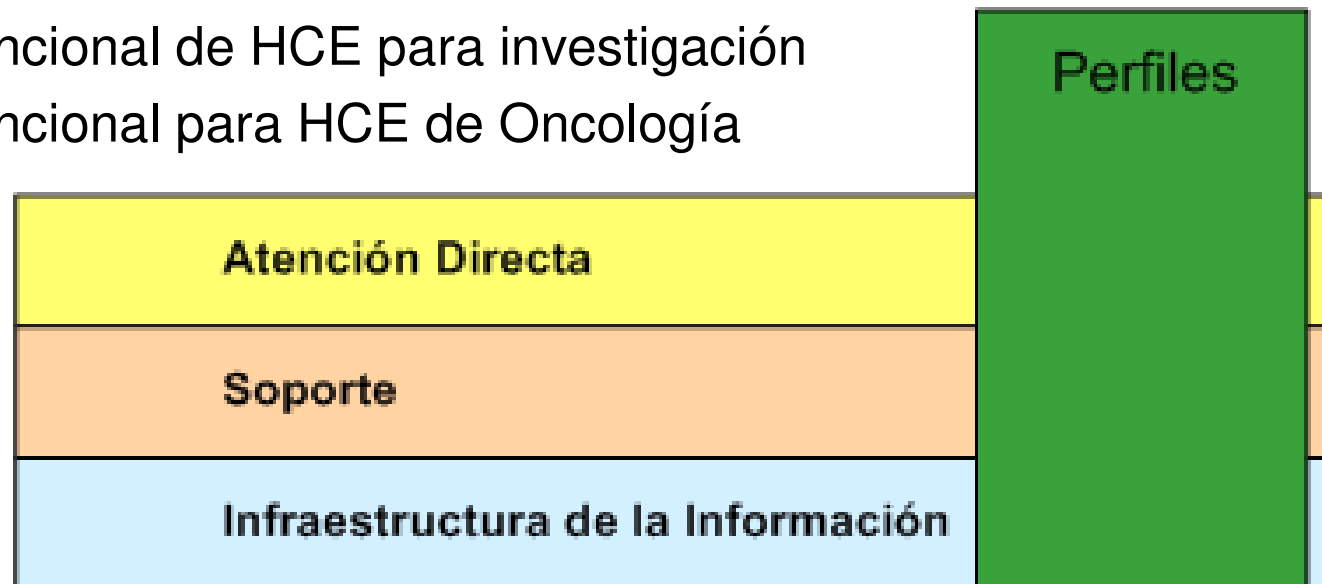 ncional de HCE para investigación
ncional para HCE de Oncología
Perfiles
Atención Directa
Soporte
Infraestructura de la Información